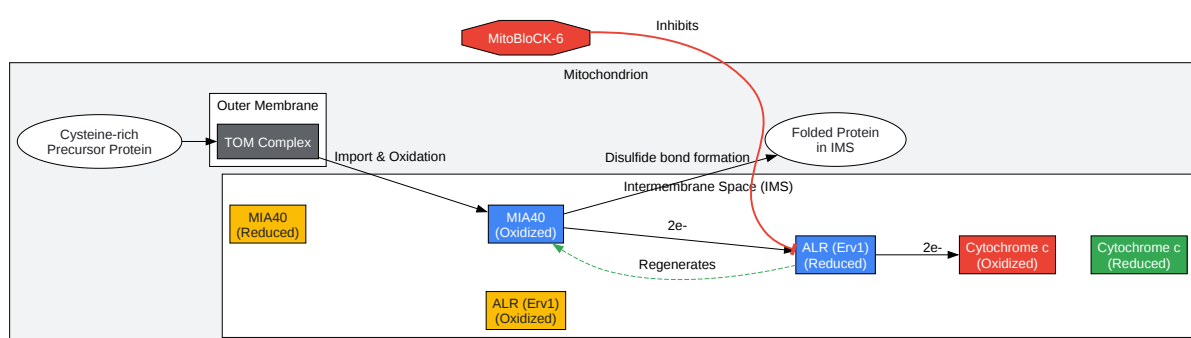 Inhibits
MitoBloCK-6
Mitochondrion
Outer Membrane
Cysteine-rich
Precursor Protein
TOM Complex
Folded Protein
in IMS
Import & Oxidation
Disulfide bond formation
Intermembrane Space (IMS)
MIA40
(Reduced)
MIA40
(Oxidized)
2e-
ALR (Erv1)
(Reduced)
2e-
Cytochrome c
(Oxidized)
Cytochrome c
(Reduced)
Regenerates
ALR (Erv1)
(Oxidized)